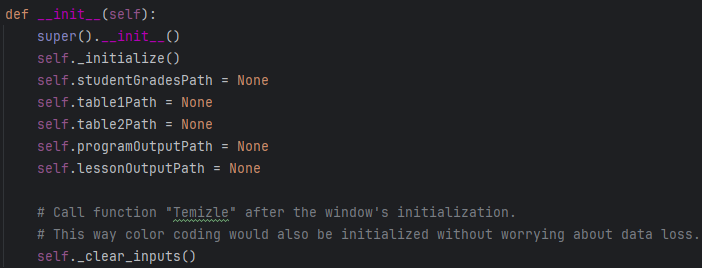 def __init__(self):
    super().__init__()
    self._initialize()
    self.studentGradesPath = None
    self.table1Path = None
    self.table2Path = None
    self.programOutputPath = None
    self.lessonOutputPath = None

    # Call function "Temizle" after the window's initialization.
    # This way color coding would also be initialized without worrying about data loss.
    self._clear_inputs()